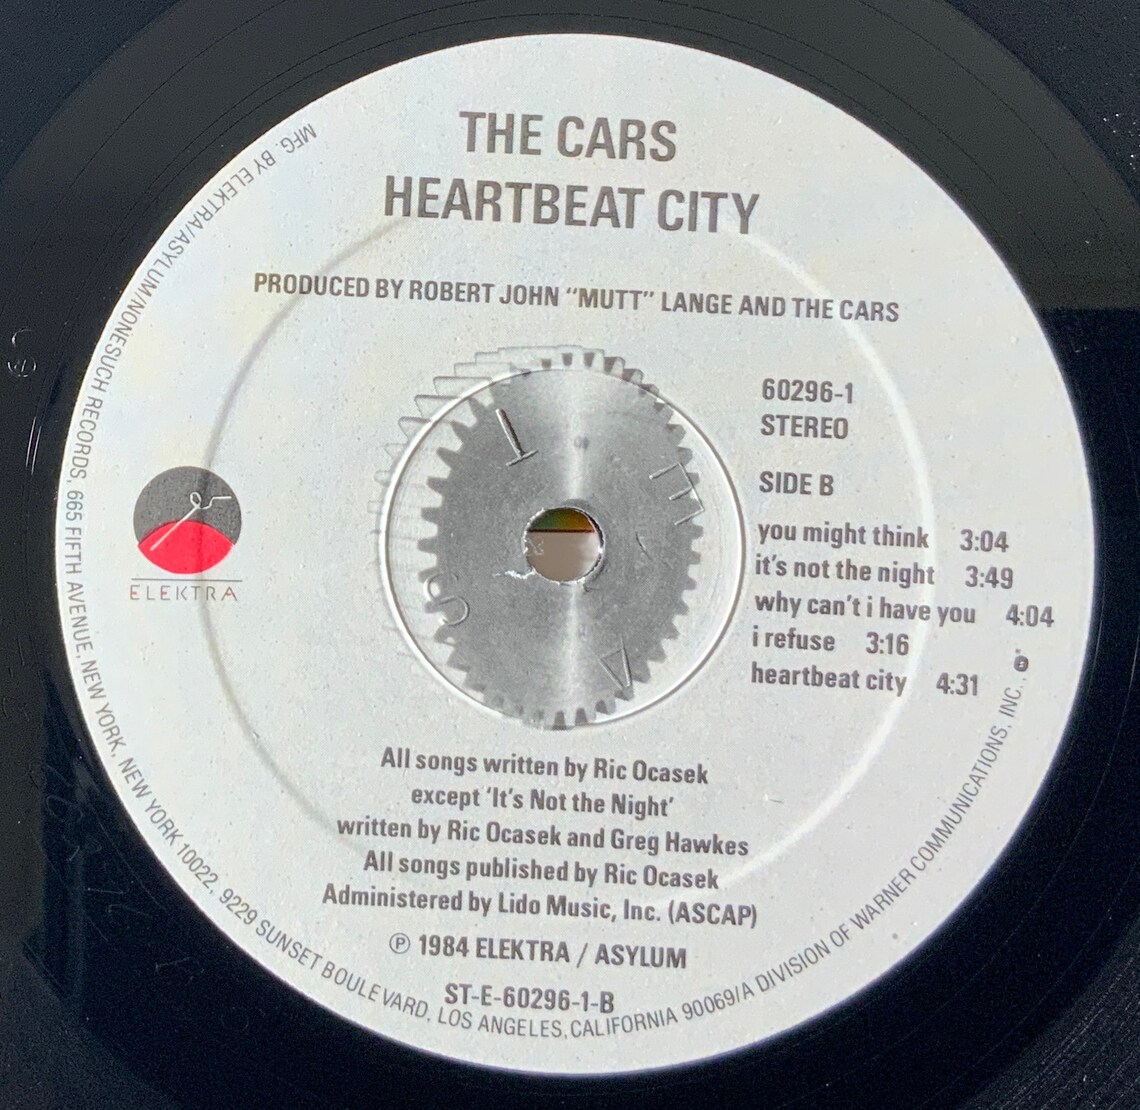 THE CARS
HEARTBEAT CITY
PRODUCED BY ROBERT JOHN “MUTT” LANGE AND THE CARS
60296-1
STEREO
SIDE B
you might think 3:04
it's not the night 3:49
why can't i have you 4:04
i refuse 3:16
heartbeat city 4:31
ELEKTRA
All songs written by Ric Ocasek
except ‘It's Not the Night’
written by Ric Ocasek and Greg Hawkes
All songs published by Ric Ocasek
Administered by Lido Music, Inc. (ASCAP)
℗ 1984 ELEKTRA / ASYLUM
ST-E-60296-1-B
MFG. BY ELEKTRA/ASYLUM/NONESUCH RECORDS, 665 FIFTH AVENUE, NEW YORK, NEW YORK 10022, 9229 SUNSET BOULEVARD, LOS ANGELES, CALIFORNIA 90069/A DIVISION OF WARNER COMMUNICATIONS, INC.,